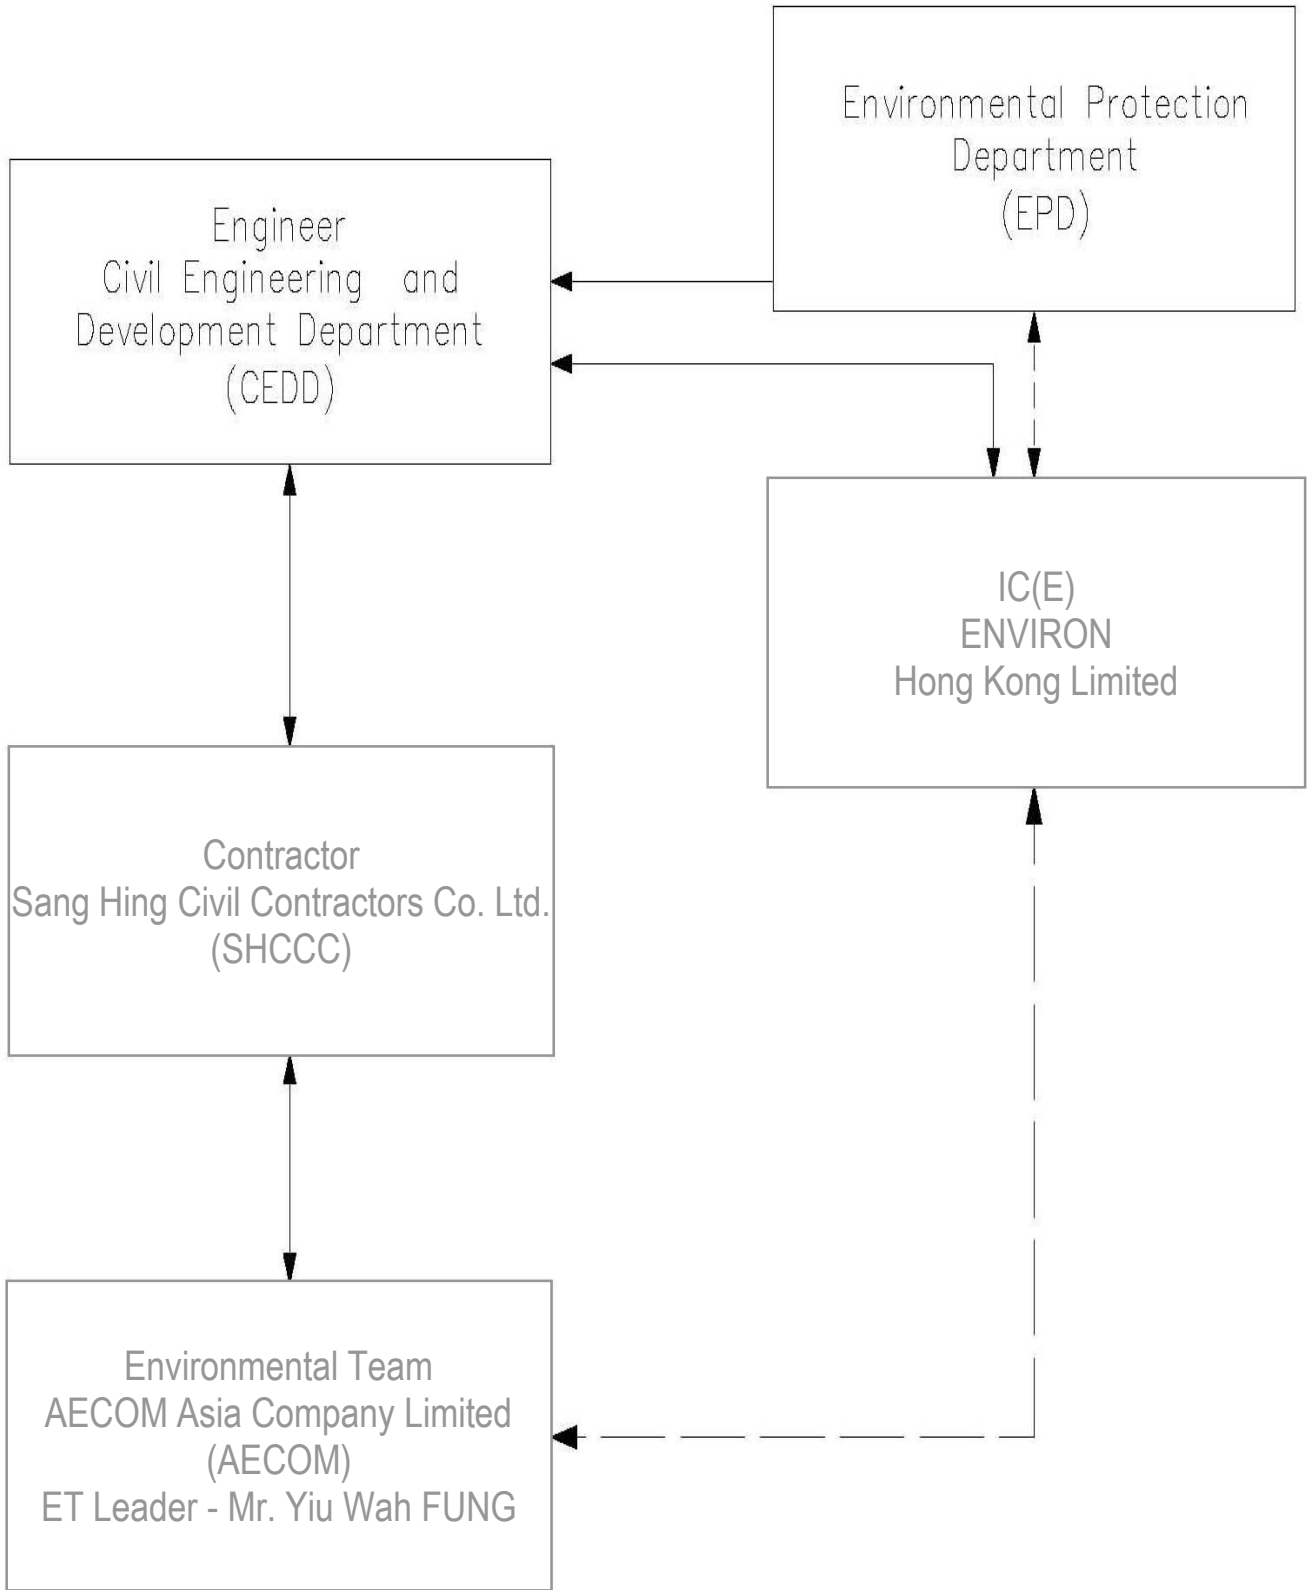 Environmental Protection
Department
(EPD)
Engineer
Civil Engineering and
Development Department
(CEDD)
IC(E)
ENVIRON
Hong Kong Limited
Contractor
Sang Hing Civil Contractors Co. Ltd.
(SHCCC)
Environmental Team
AECOM Asia Company Limited
(AECOM)
ET Leader - Mr. Yiu Wah FUNG